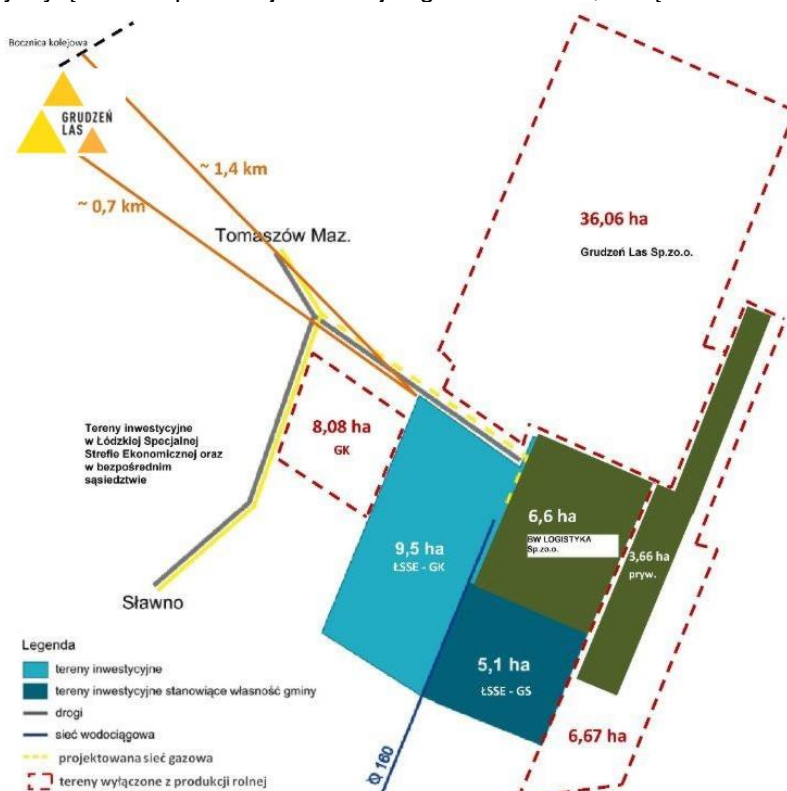 Bocznica kolejowa
GRUDZEŃ
LAS
~ 1,4 km
~ 0,7 km
Tomaszów Maz.
36,06 ha
Grudzeń Las Sp.zo.o.
Tereny inwestycyjne
w Łódzkiej Specjalnej
Strefie Ekonomicznej oraz
w bezpośrednim
sąsiedztwie
8,08 ha
GK
6,6 ha
BW LOGISTYKA
Sp.zo.o.
9,5 ha
ŁSSE - GK
3,66 ha
pryw.
Sławno
5,1 ha
ŁSSE - GS
6,67 ha
Ø 160
Legenda
tereny inwestycyjne
tereny inwestycyjne stanowiące własność gminy
drogi
sieć wodociągowa
projektowana sieć gazowa
tereny wyłączone z produkcji rolnej